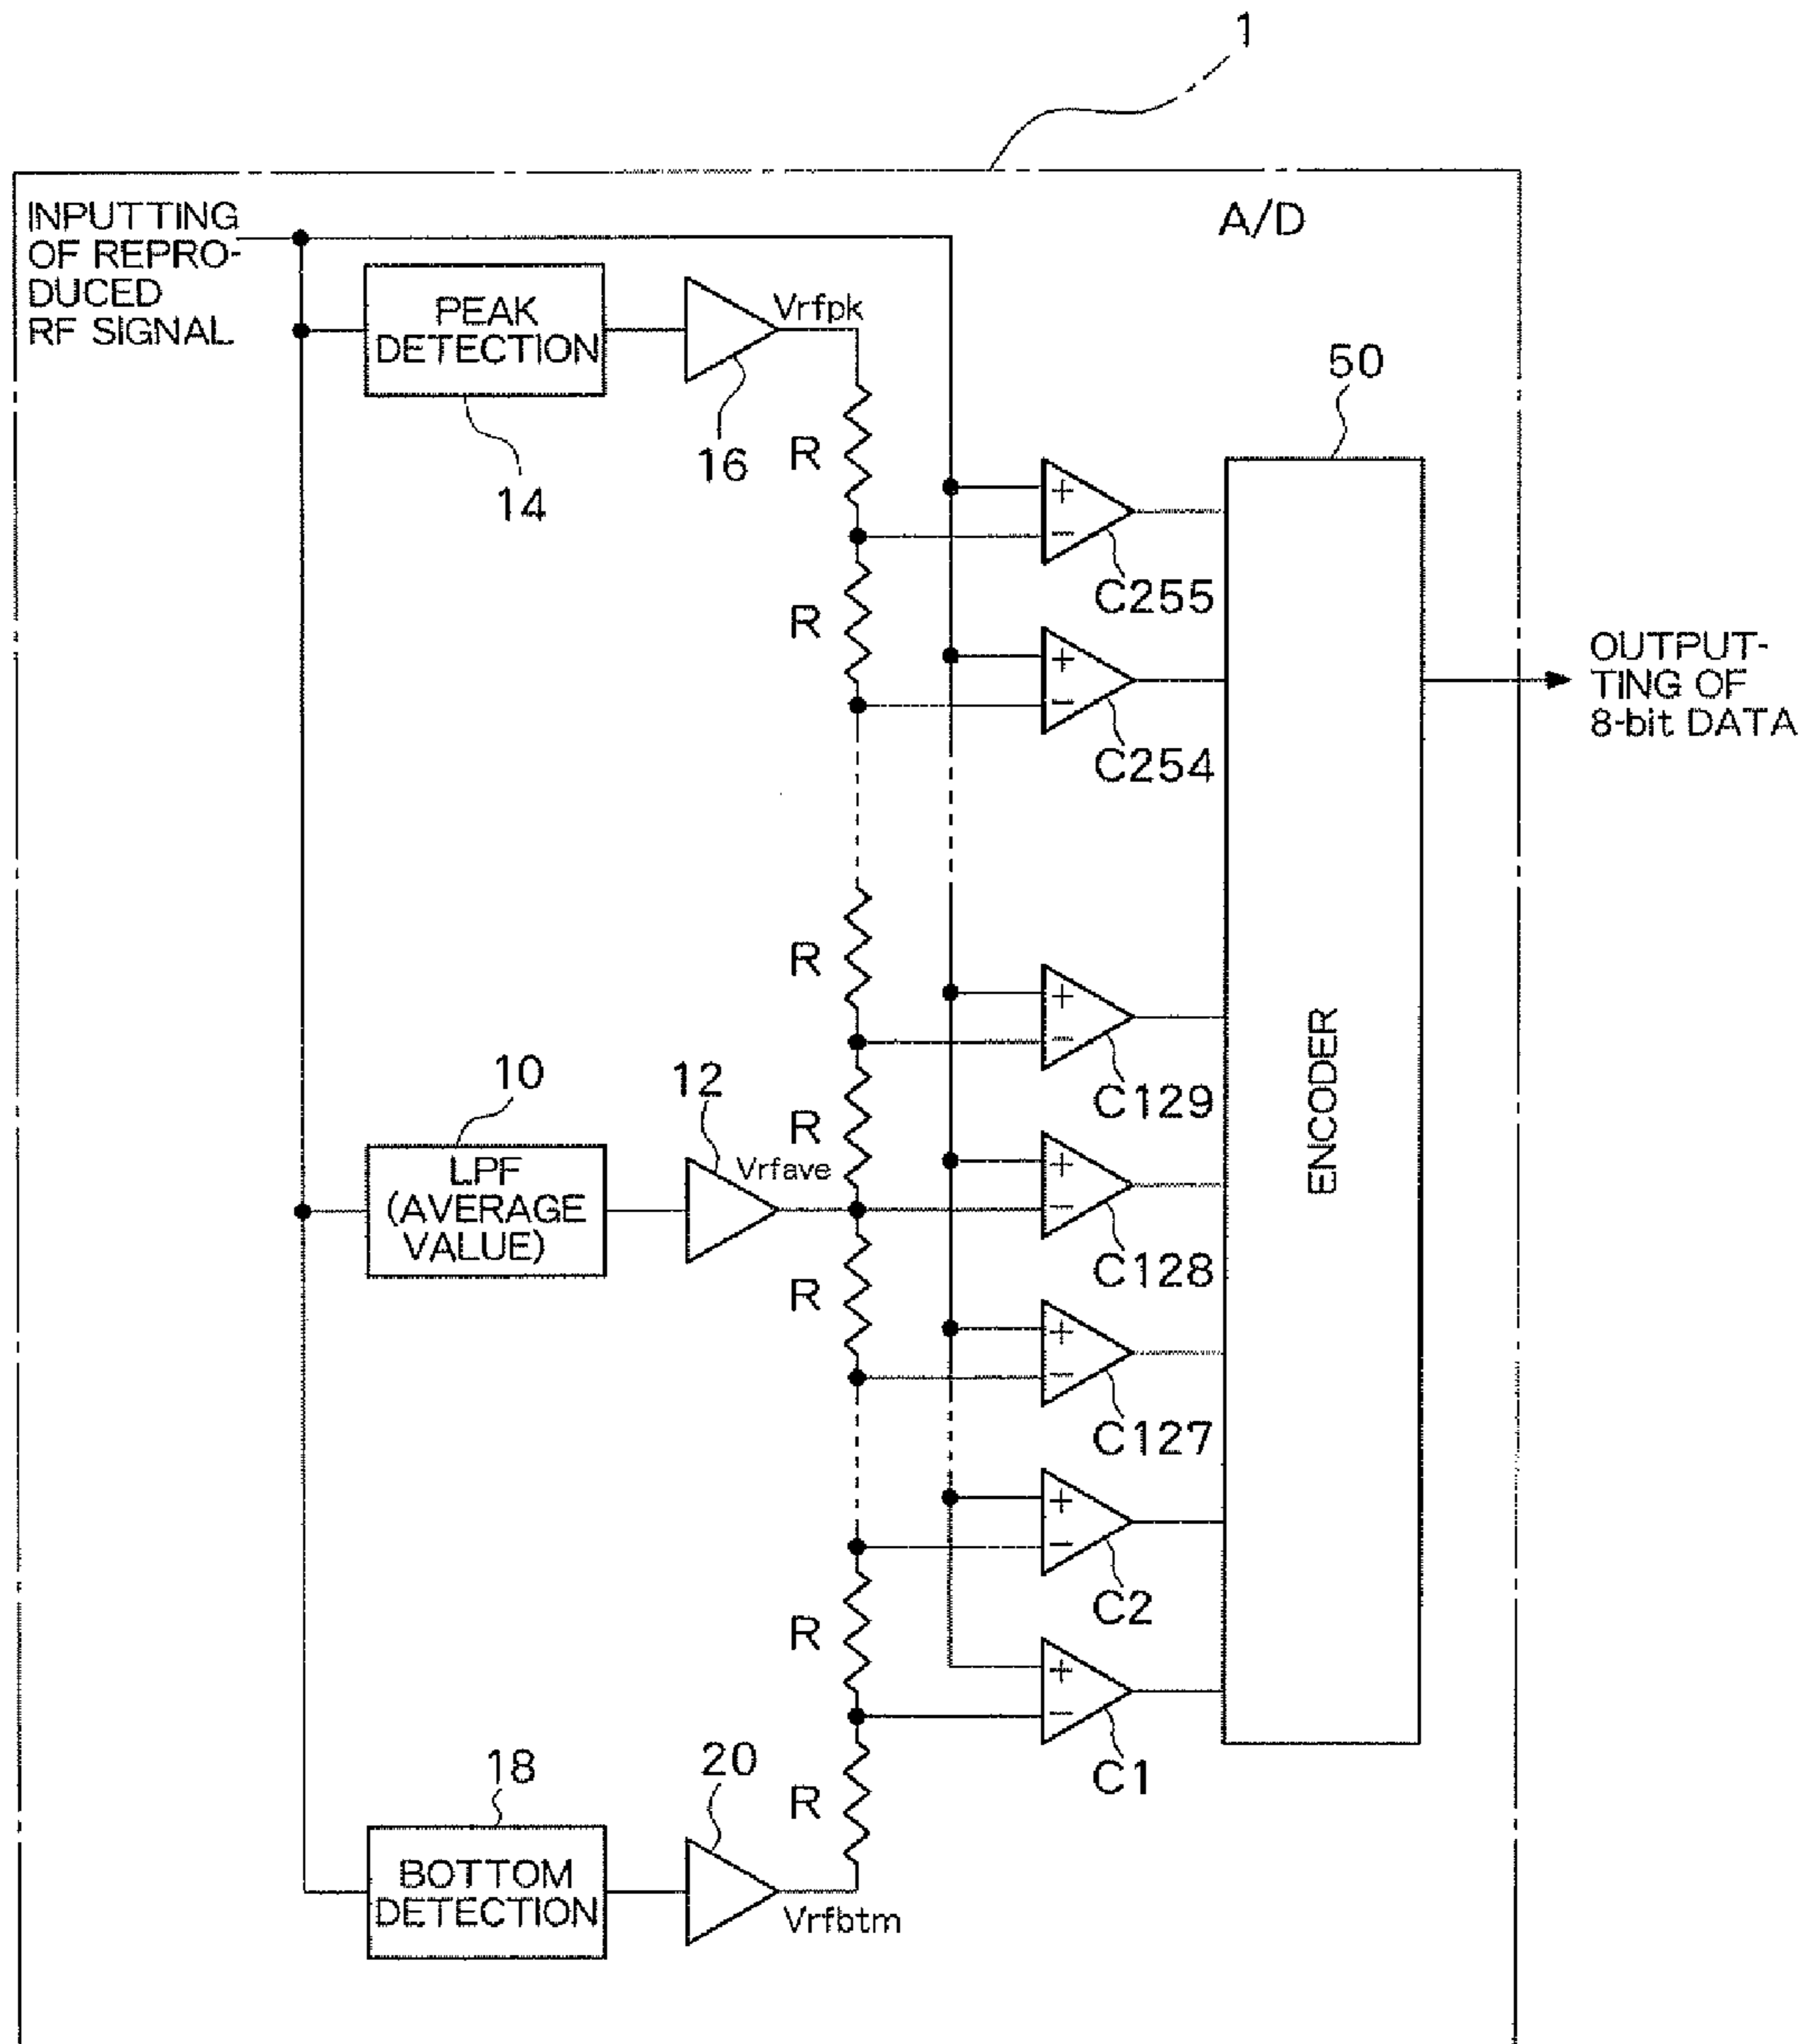 1
INPUTTING
OF REPRO-
DUCED
RF SIGNAL
A/D
PEAK
DETECTION
14
16
Vrfpk
R
R
R
R
R
R
R
+
−
C255
+
−
C254
+
−
C129
+
−
C128
+
−
C127
+
−
C2
+
−
C1
50
ENCODER
OUTPUT-
TING OF
8-bit DATA
10
LPF
(AVERAGE
VALUE)
12
Vrfave
18
BOTTOM
DETECTION
20
Vrfbtm